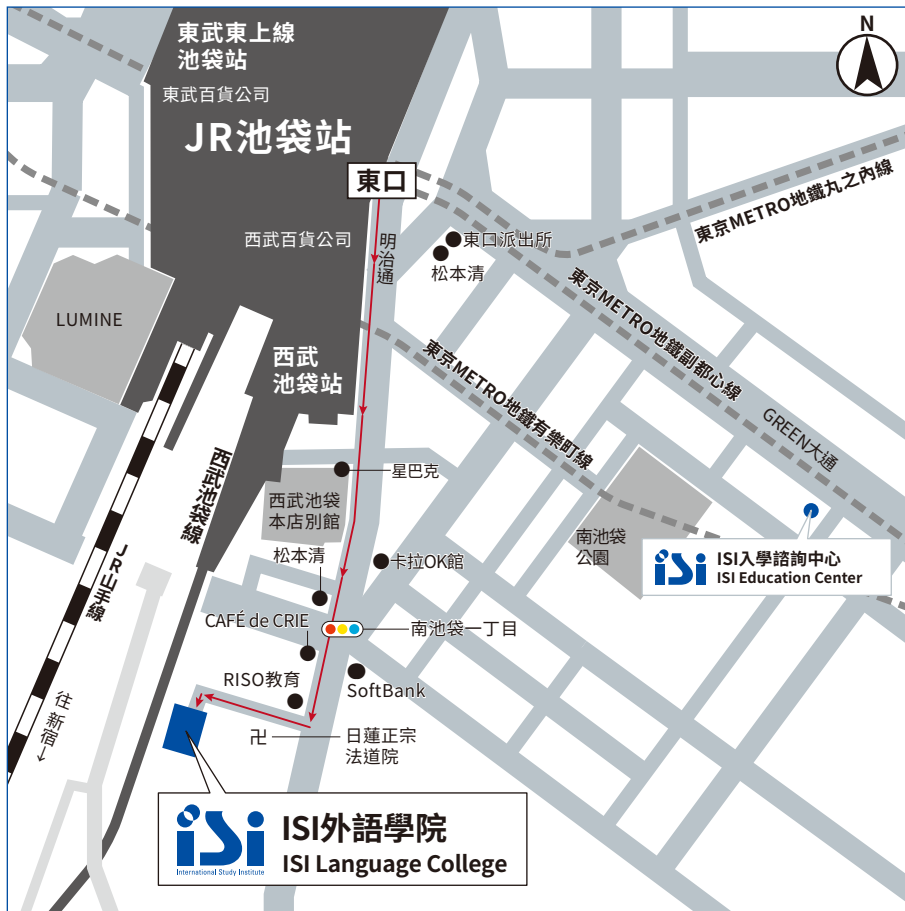 N
東武東上線
池袋站
東武百貨公司
JR池袋站
東口
東京METRO地鐵丸之內線
西武百貨公司
明治通
東口派出所
松本清
東京METRO地鐵副都心線
LUMINE
西武
池袋站
東京METRO地鐵有樂町線
GREEN大通
星巴克
西武池袋線
西武池袋
本店別館
南池袋
公園
iSi
ISI入學諮詢中心
ISI Education Center
JR山手線
松本清
卡拉OK館
CAFÉ de CRIE
南池袋一丁目
RISO教育
SoftBank
往新宿→
卍
日蓮正宗
法道院
iSi
International Study Institute
ISI外語學院
ISI Language College